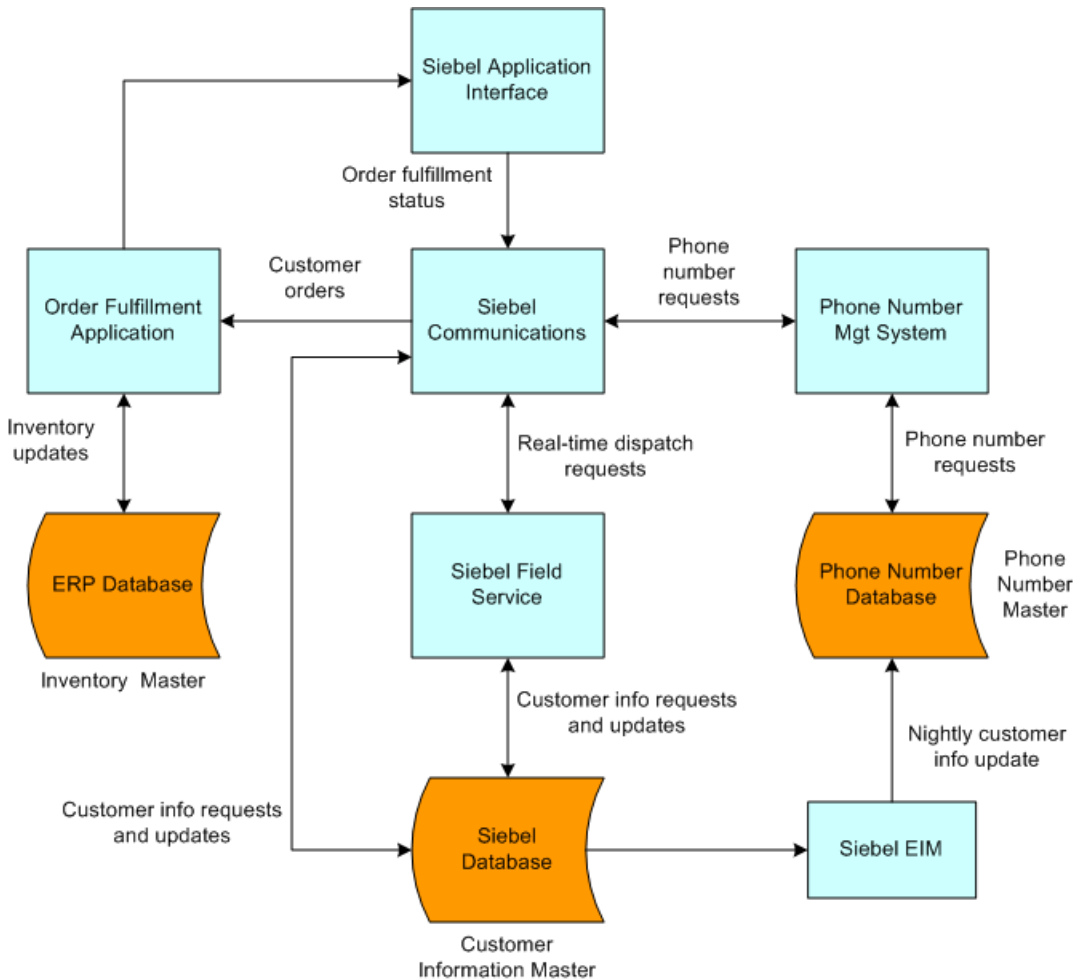 Siebel Application
Interface
Order fulfillment
status
Customer
orders
Phone
number
requests
Order Fulfillment
Application
Siebel
Communications
Phone Number
Mgt System
Inventory
updates
Real-time dispatch
requests
Phone number
requests
ERP Database
Siebel Field
Service
Phone Number
Database
Phone
Number
Master
Inventory Master
Customer info requests
and updates
Nightly customer
info update
Customer info requests
and updates
Siebel
Database
Siebel EIM
Customer
Information Master